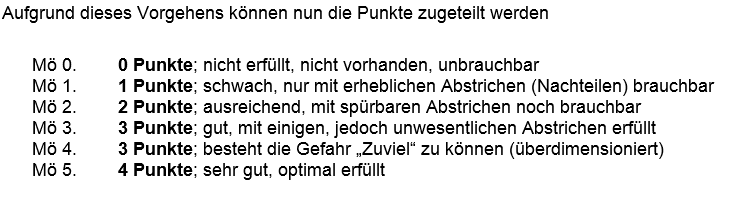 Aufgrund dieses Vorgehens können nun die Punkte zugeteilt werden
Mö 0. 0 Punkte; nicht erfüllt, nicht vorhanden, unbrauchbar
Mö 1. 1 Punkte; schwach, nur mit erheblichen Abstrichen (Nachteilen) brauchbar
Mö 2. 2 Punkte; ausreichend, mit spürbaren Abstrichen noch brauchbar
Mö 3. 3 Punkte; gut, mit einigen, jedoch unwesentlichen Abstrichen erfüllt
Mö 4. 3 Punkte; besteht die Gefahr „Zuviel“ zu können (überdimensioniert)
Mö 5. 4 Punkte; sehr gut, optimal erfüllt